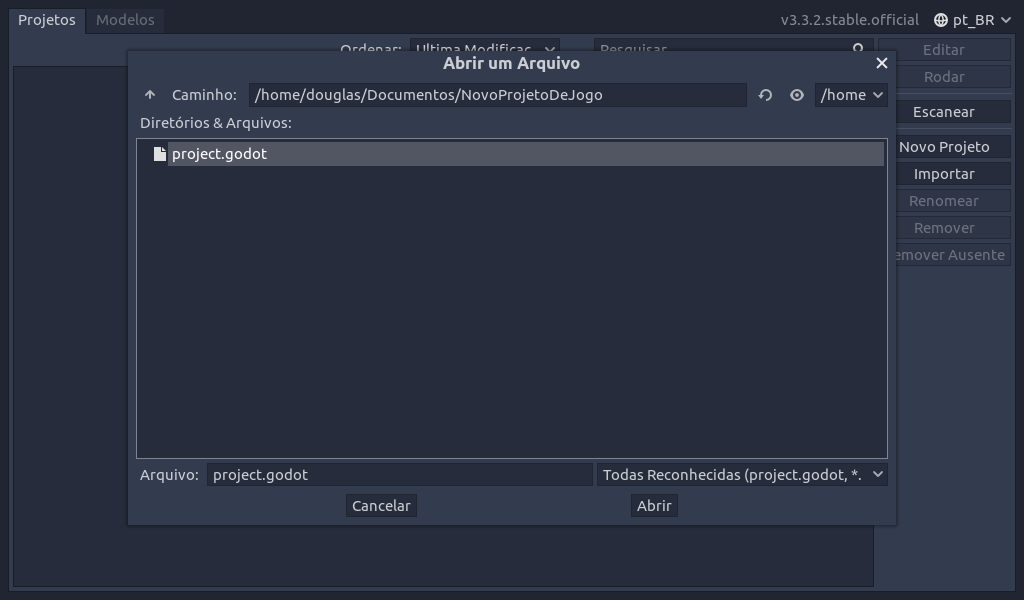 Projetos
Modelos
v3.3.2.stable.official
pt_BR
Ordenar:
Ultima Modificac
Pesquisar
Editar
Abrir um Arquivo
Rodar
Caminho:
/home/douglas/Documentos/NovoProjetoDeJogo
/home
Escanear
Diretórios & Arquivos:
project.godot
Novo Projeto
Importar
Renomear
Remover
emover Ausente
Arquivo:
project.godot
Todas Reconhecidas (project.godot, *.
Cancelar
Abrir